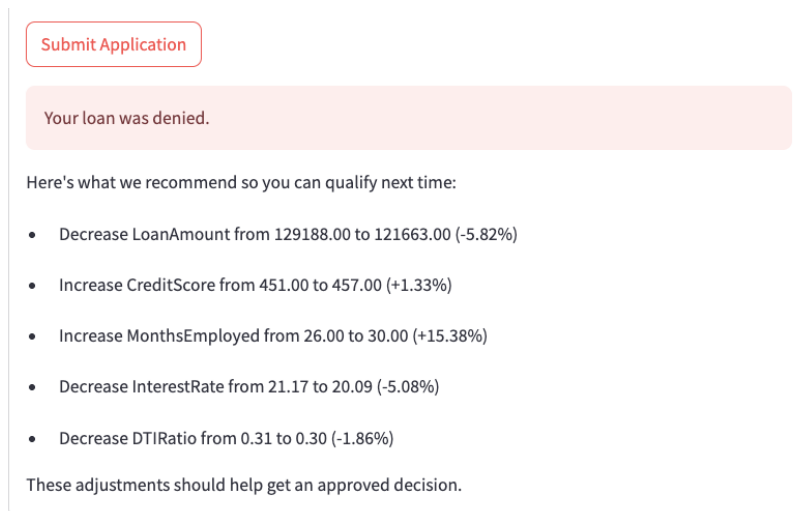 Submit Application
Your loan was denied.
Here's what we recommend so you can qualify next time:
• Decrease LoanAmount from 129188.00 to 121663.00 (-5.82%)
• Increase CreditScore from 451.00 to 457.00 (+1.33%)
• Increase MonthsEmployed from 26.00 to 30.00 (+15.38%)
• Decrease InterestRate from 21.17 to 20.09 (-5.08%)
• Decrease DTIRatio from 0.31 to 0.30 (-1.86%)
These adjustments should help get an approved decision.